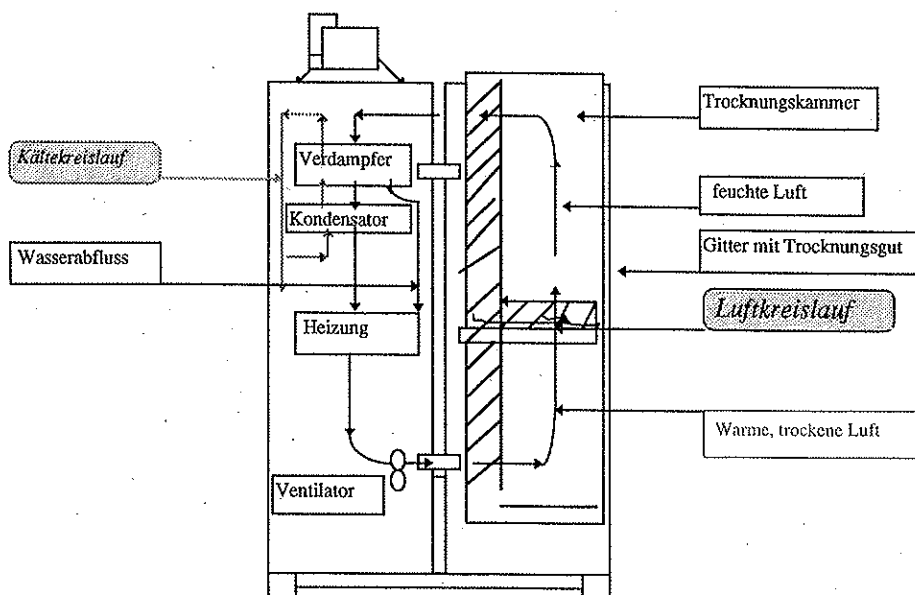 Trocknungskammer
Verdampfer
Kältekreislauf
feuchte Luft
Kondensator
Wasserabfluss
Gitter mit Trocknungsgut
Luftkreislauf
Heizung
Warme, trockene Luft
Ventilator